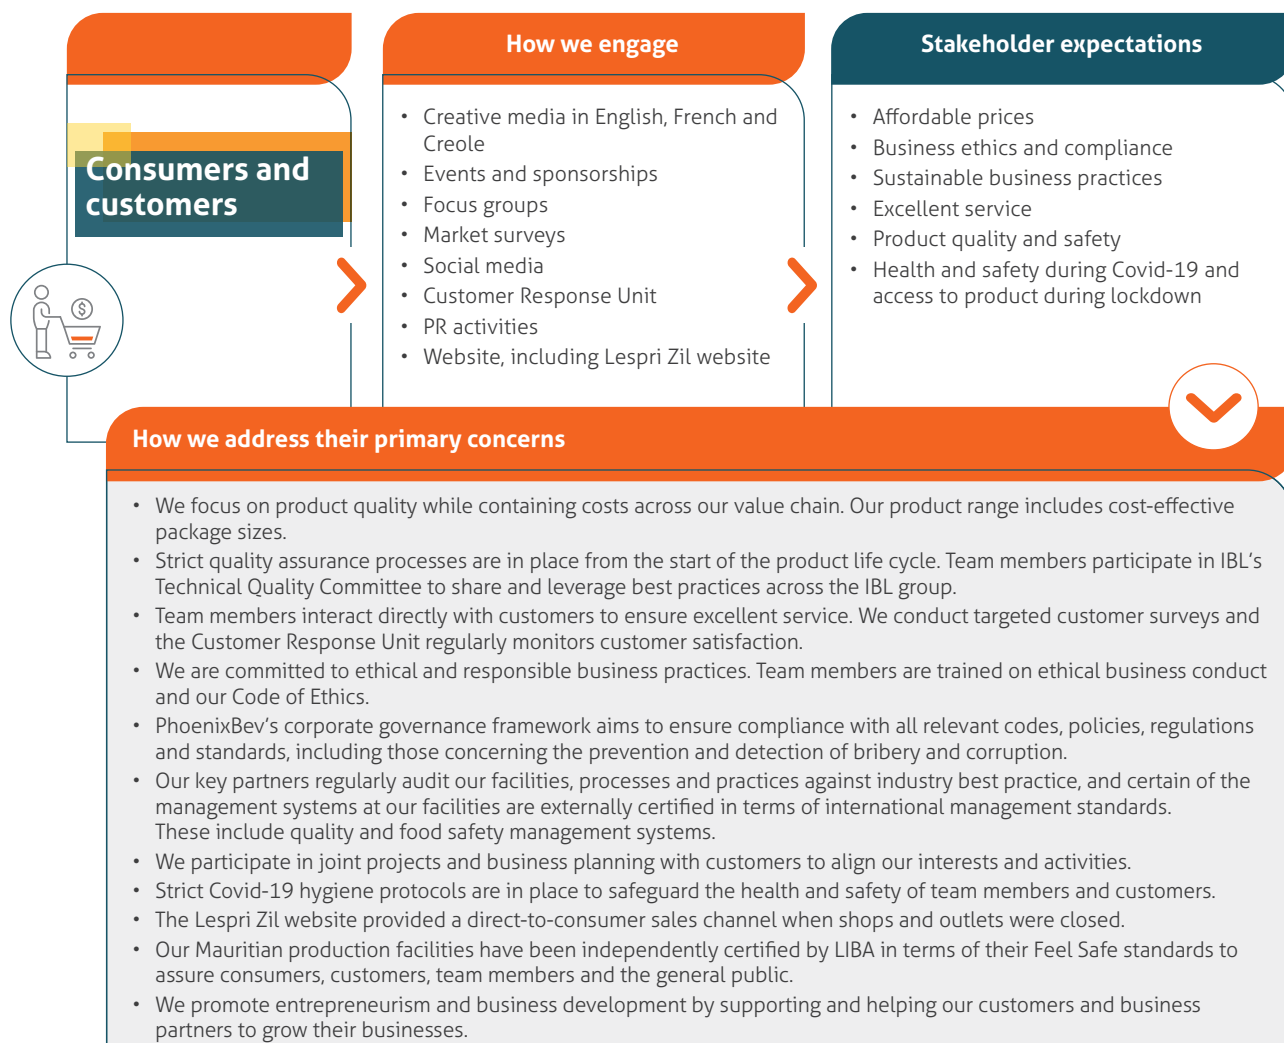 Consumers and
customers
How we engage
• Creative media in English, French and
Creole
• Events and sponsorships
• Focus groups
• Market surveys
• Social media
• Customer Response Unit
• PR activities
• Website, including Lespri Zil website
Stakeholder expectations
• Affordable prices
• Business ethics and compliance
• Sustainable business practices
• Excellent service
• Product quality and safety
• Health and safety during Covid-19 and
access to product during lockdown
$
How we address their primary concerns
• We focus on product quality while containing costs across our value chain. Our product range includes cost-effective
package sizes.
• Strict quality assurance processes are in place from the start of the product life cycle. Team members participate in IBL’s
Technical Quality Committee to share and leverage best practices across the IBL group.
• Team members interact directly with customers to ensure excellent service. We conduct targeted customer surveys and
the Customer Response Unit regularly monitors customer satisfaction.
• We are committed to ethical and responsible business practices. Team members are trained on ethical business conduct
and our Code of Ethics.
• PhoenixBev’s corporate governance framework aims to ensure compliance with all relevant codes, policies, regulations
and standards, including those concerning the prevention and detection of bribery and corruption.
• Our key partners regularly audit our facilities, processes and practices against industry best practice, and certain of the
management systems at our facilities are externally certified in terms of international management standards.
These include quality and food safety management systems.
• We participate in joint projects and business planning with customers to align our interests and activities.
• Strict Covid-19 hygiene protocols are in place to safeguard the health and safety of team members and customers.
• The Lespri Zil website provided a direct-to-consumer sales channel when shops and outlets were closed.
• Our Mauritian production facilities have been independently certified by LIBA in terms of their Feel Safe standards to
assure consumers, customers, team members and the general public.
• We promote entrepreneurism and business development by supporting and helping our customers and business
partners to grow their businesses.